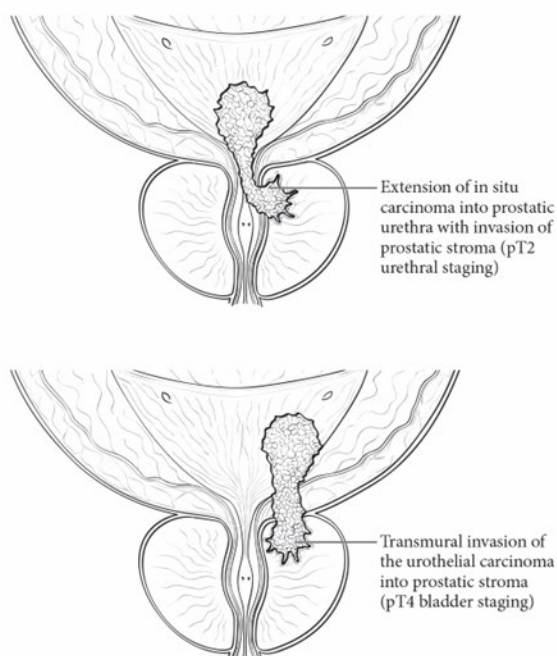 Extension of in situ
carcinoma into prostatic
urethra with invasion of
prostatic stroma (pT2
urethral staging)
Transmural invasion of
the urothelial carcinoma
into prostatic stroma
(pT4 bladder staging)